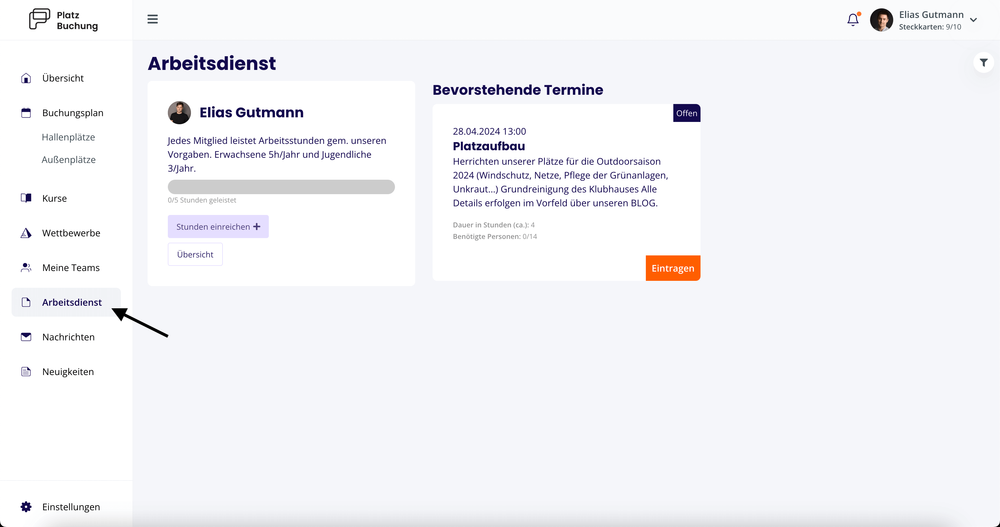 Platz
Buchung
Elias Gutmann
Steckkarten: 9/10
Übersicht
Buchungsplan
Hallenplätze
Außenplätze
Kurse
Wettbewerbe
Meine Teams
Arbeitsdienst
Nachrichten
Neuigkeiten
Einstellungen
Arbeitsdienst
Elias Gutmann
Jedes Mitglied leistet Arbeitsstunden gem. unseren
Vorgaben. Erwachsene 5h/Jahr und Jugendliche
3/Jahr.
0/5 Stunden geleistet
Stunden einreichen
Übersicht
Bevorstehende Termine
Offen
28.04.2024 13:00
Platzaufbau
Herrichten unserer Plätze für die Outdoorsaison
2024 (Windschutz, Netze, Pflege der Grünanlagen,
Unkraut...) Grundreinigung des Klubhauses Alle
Details erfolgen im Vorfeld über unseren BLOG.
Dauer in Stunden (ca.): 4
Benötigte Personen: 0/14
Eintragen